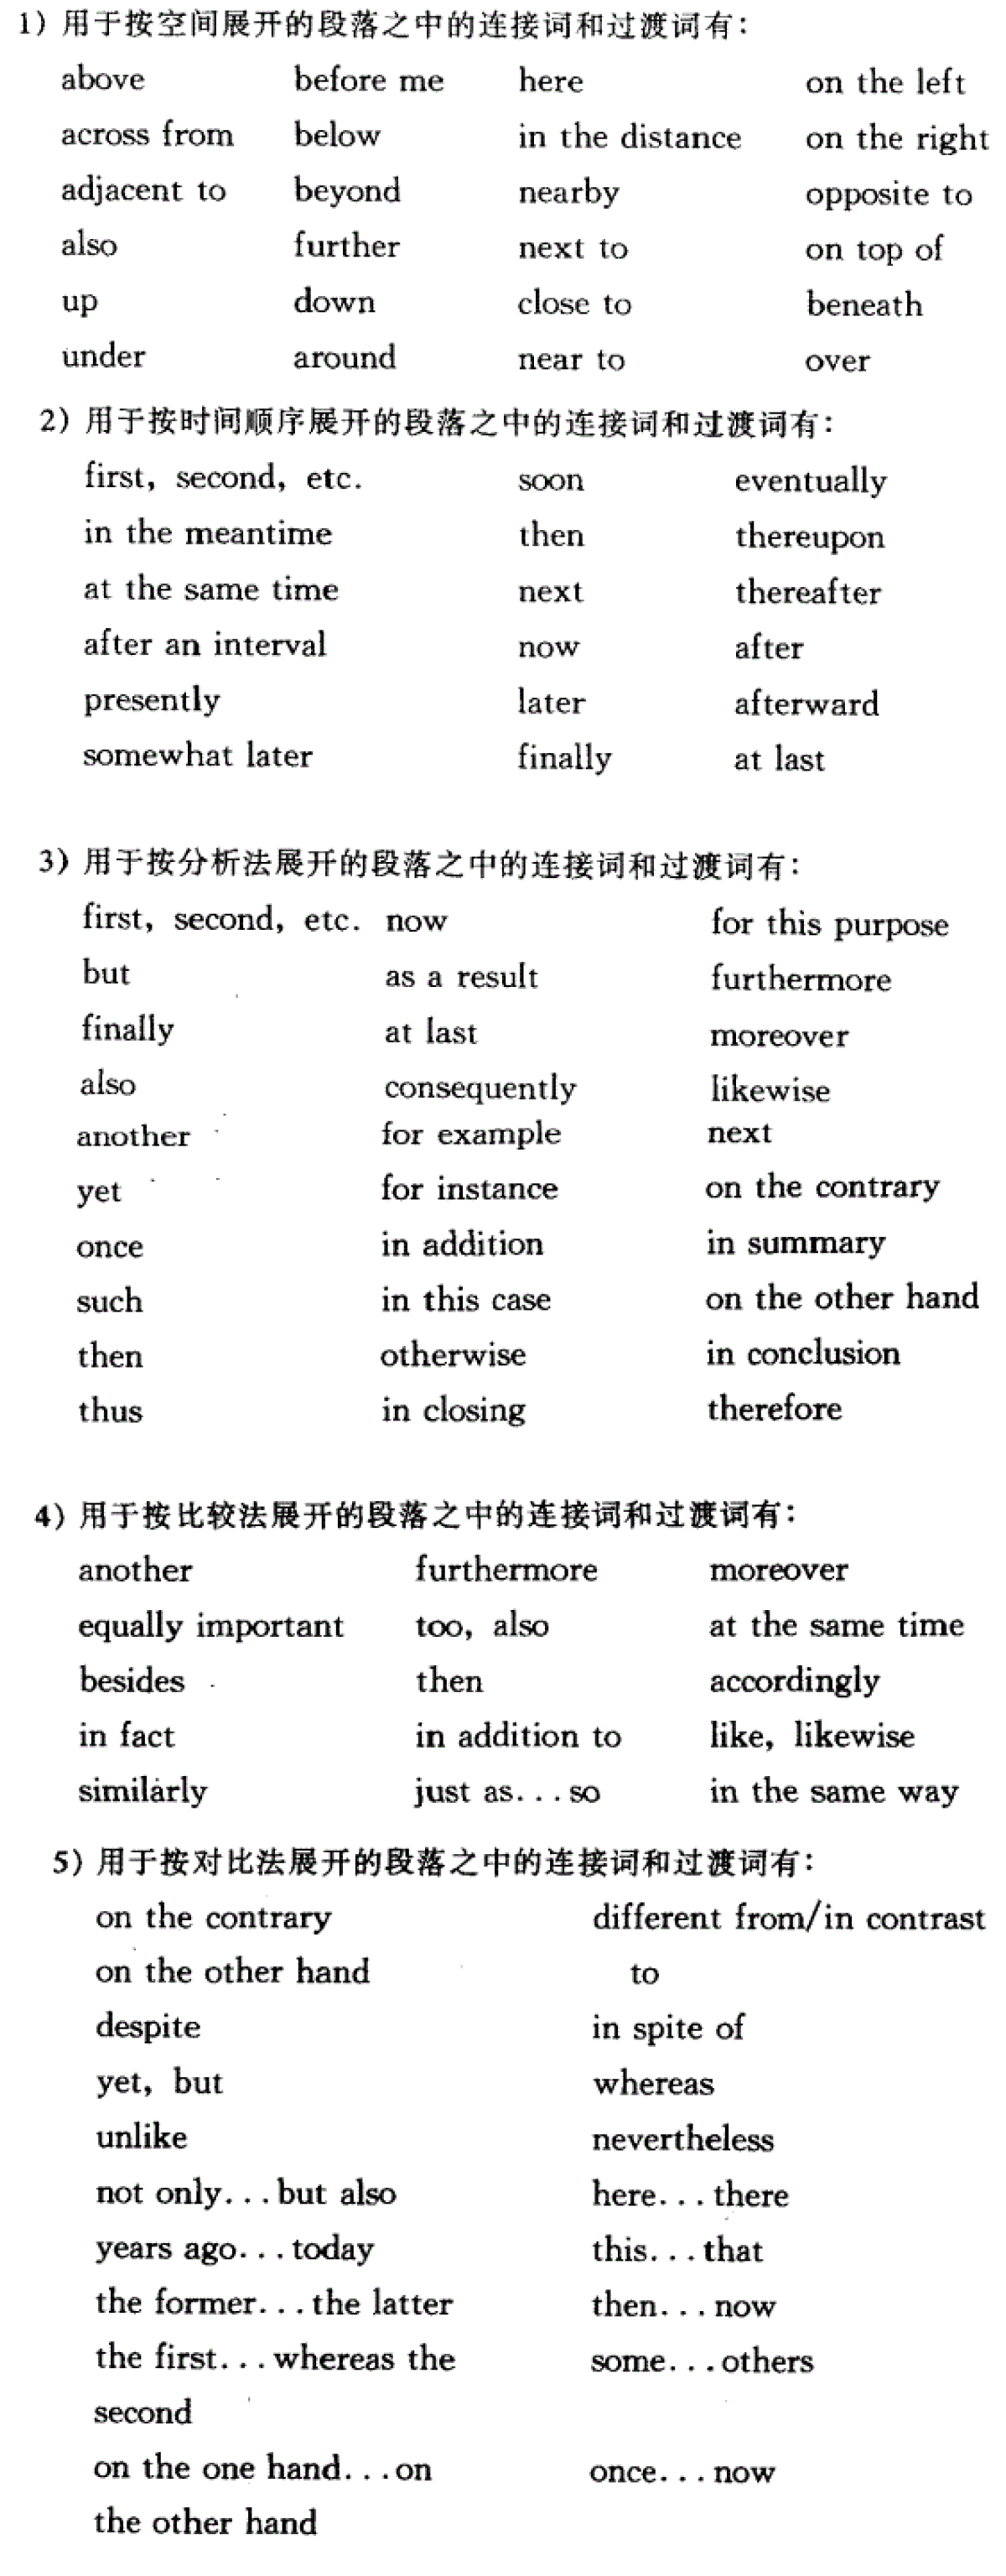 1) 用于按空间展开的段落之中的连接词和过渡词有:
above before me here on the left
across from below in the distance on the right
adjacent to beyond nearby opposite to
also further next to on top of
up down close to beneath
under around near to over
2) 用于按时间顺序展开的段落之中的连接词和过渡词有:
first, second, etc. soon eventually
in the meantime then thereupon
at the same time next thereafter
after an interval now after
presently later afterward
somewhat later finally at last
3) 用于按分析法展开的段落之中的连接词和过渡词有:
first, second, etc. now for this purpose
but as a result furthermore
finally at last moreover
also consequently likewise
another for example next
yet for instance on the contrary
once in addition in summary
such in this case on the other hand
then otherwise in conclusion
thus in closing therefore
4) 用于按比较法展开的段落之中的连接词和过渡词有:
another furthermore moreover
equally important too, also at the same time
besides then accordingly
in fact in addition to like, likewise
similarly just as...so in the same way
5) 用于按对比法展开的段落之中的连接词和过渡词有:
on the contrary different from/in contrast
on the other hand to
despite in spite of
yet, but whereas
unlike nevertheless
not only...but also here...there
years ago...today this...that
the former...the latter then...now
the first...whereas the some...others
second
on the one hand...on once...now
the other hand